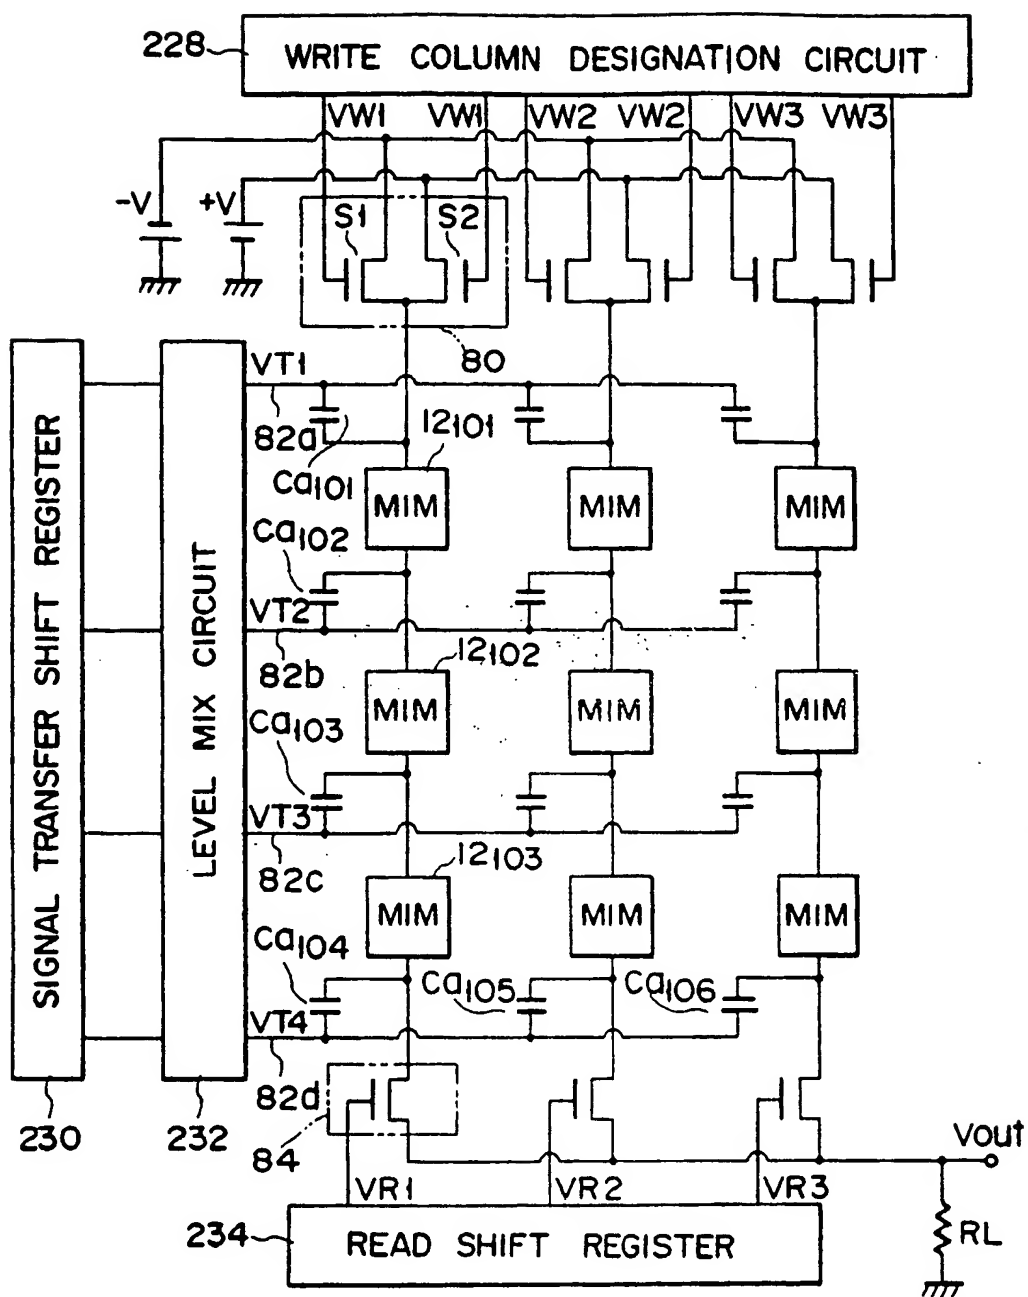 228
WRITE COLUMN DESIGNATION CIRCUIT
VW1 VW1 VW2 VW2 VW3 VW3
-V +V
S1 S2
80
SIGNAL TRANSFER SHIFT REGISTER
LEVEL MIX CIRCUIT
VT1
82a
Ca101
12101
MIM MIM MIM
Ca102
VT2
82b
12102
MIM MIM MIM
Ca103
VT3
82c
12103
MIM MIM MIM
Ca104 Ca105 Ca106
VT4
82d
230 232 84
Vout
VR1 VR2 VR3
234
READ SHIFT REGISTER
RL